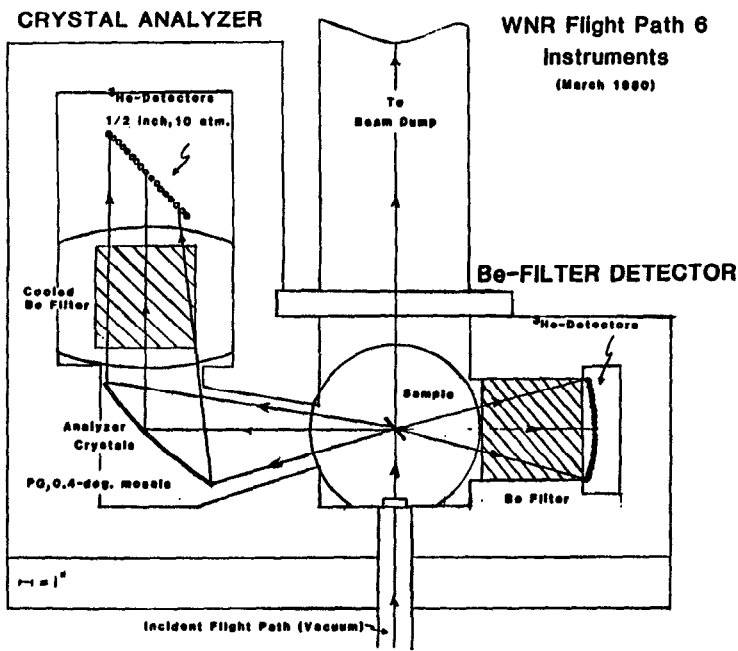 CRYSTAL ANALYZER
WNR Flight Path 6
Instruments
(March 1980)
³He-Detectors
1/2 inch, 10 atm.
To
Beam Dump
Be-FILTER DETECTOR
Cooled
Be Filter
³He-Detectors
Sample
Analyzer
Crystals
PG, 0.4-deg. mosaic
Be Filter
= 1"
Incident Flight Path (Vacuum)